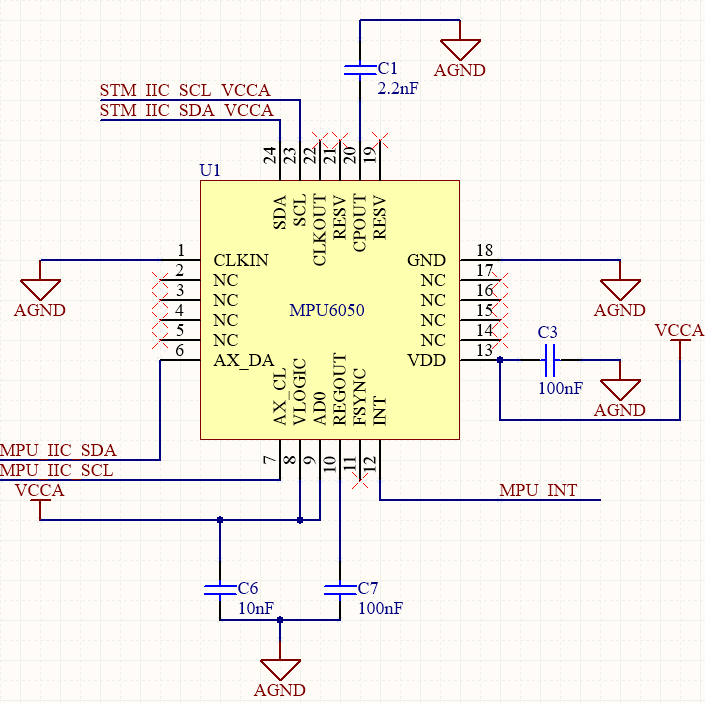 C1
AGND
2.2nF
STM_IIC_SCL_VCCA
STM_IIC_SDA_VCCA
24
23
22
21
20
19
U1
SDA
SCL
CLKOUT
RESV
CPOUT
RESV
1
CLKIN
GND
18
2
NC
NC
17
3
NC
NC
16
AGND
MPU6050
AGND
4
NC
NC
15
5
NC
NC
14
C3
VCCA
6
AX_DA
VDD
13
100nF
AGND
AX_CL
VLOGIC
AD0
REGOUT
FSYNC
INT
MPU_IIC_SDA
MPU_IIC_SCL
7
8
9
10
11
12
VCCA
MPU_INT
C6
10nF
C7
100nF
AGND